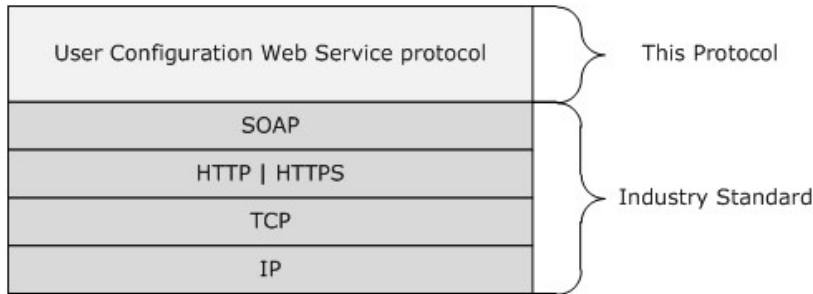 User Configuration Web Service protocol
This Protocol
SOAP
HTTP | HTTPS
Industry Standard
TCP
IP